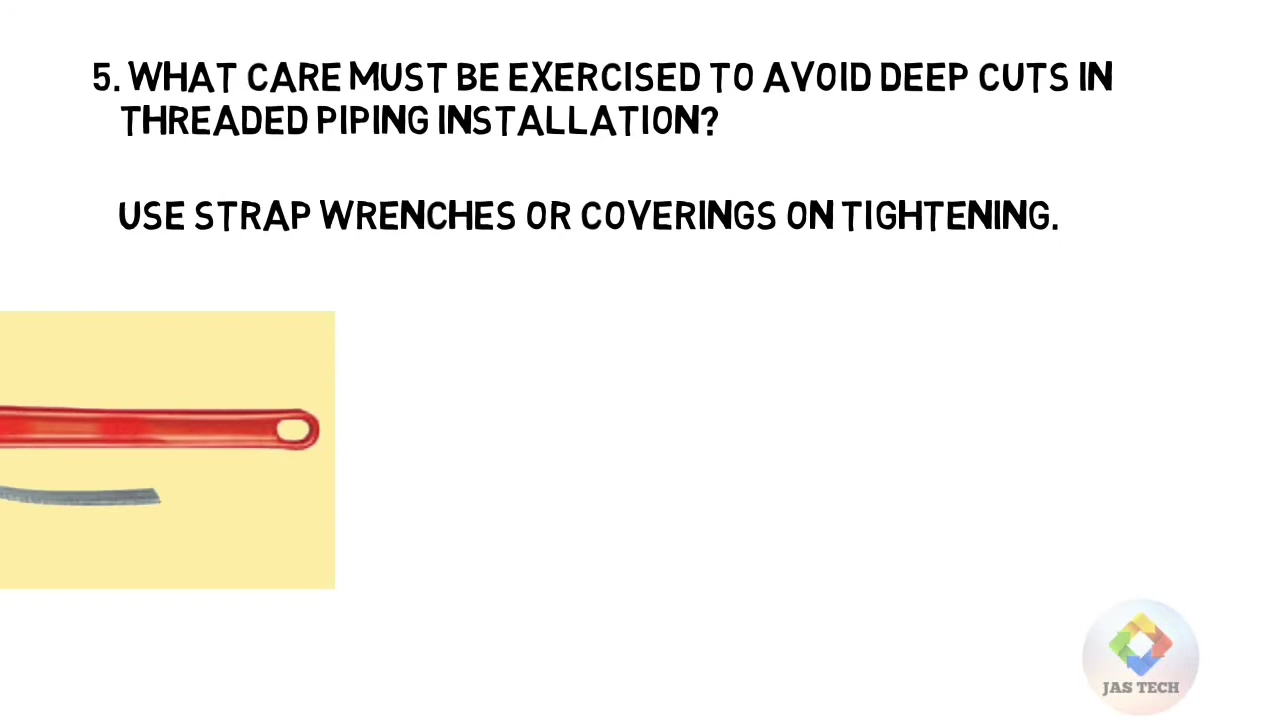 5. WHAT CARE MUST BE EXERCISED TO AVOID DEEP CUTS IN
THREADED PIPING INSTALLATION?
USE STRAP WRENCHES OR COVERINGS ON TIGHTENING.
JAS TECH